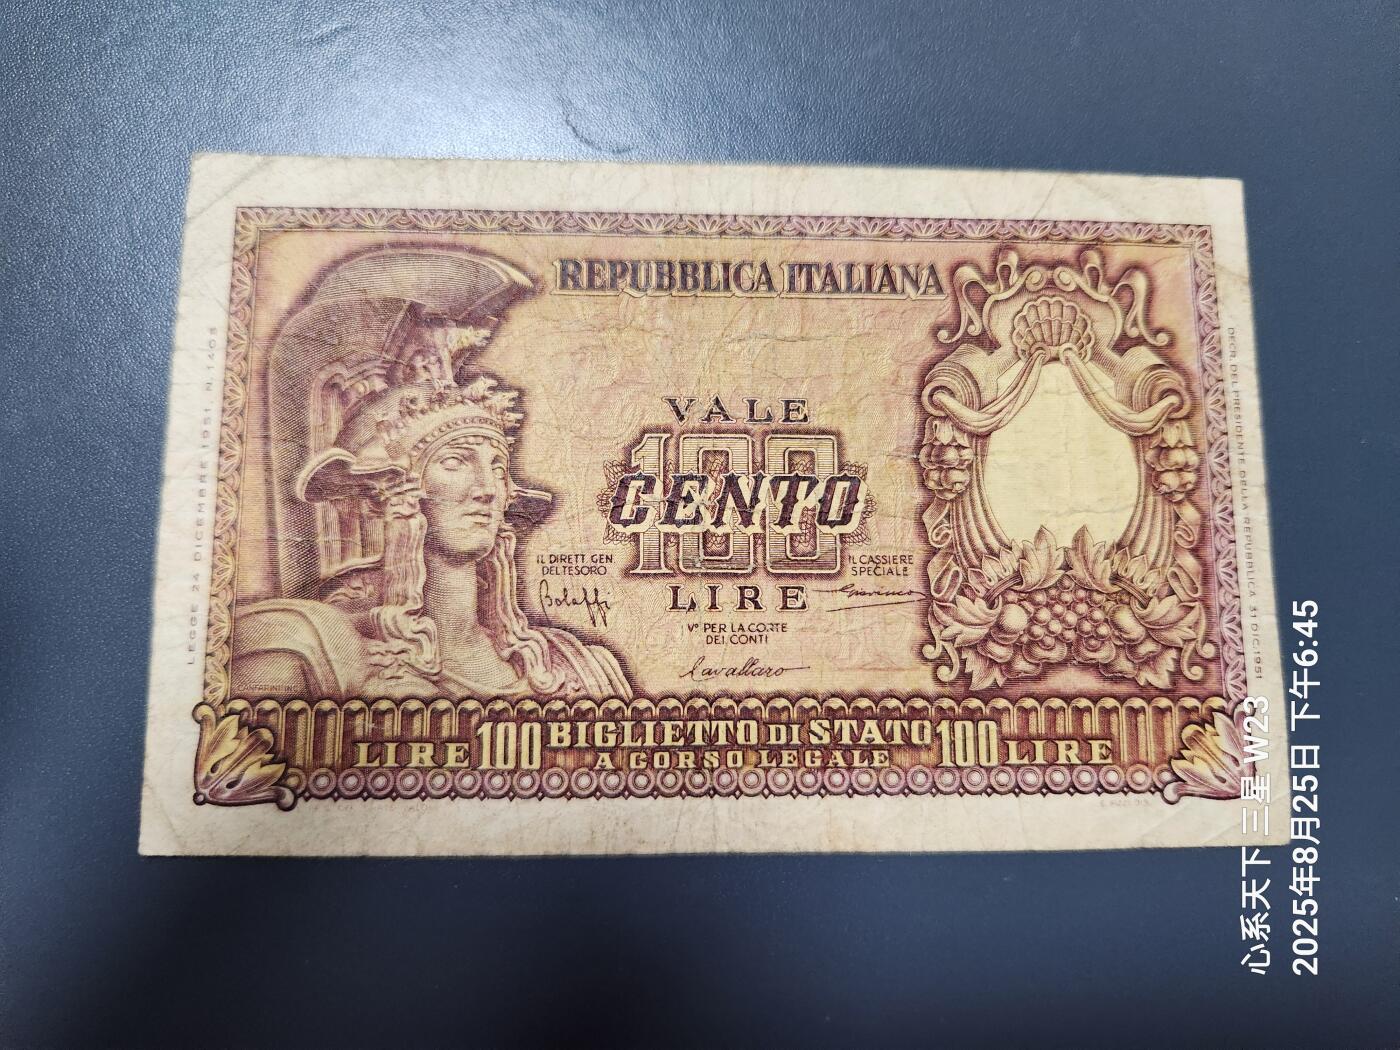 REPUBBLICA ITALIANA
VALE
100
CENTO
LIRE
IL DIRETT. GEN.
DEL TESORO
Bolaffi
IL CASSIERE
SPECIALE
Vº PER LA CORTE
DEI CONTI
Cavallaro
LIRE 100 BIGLIETTO DI STATO 100 LIRE
A CORSO LEGALE
LEGGE 24 DICEMBRE 1951 N. 1405
DECR. DEL PRESIDENTE DELLA REPUBBLICA 31 DIC. 1951
心系天下 三星 W23
2025年8月25日 下午6:45